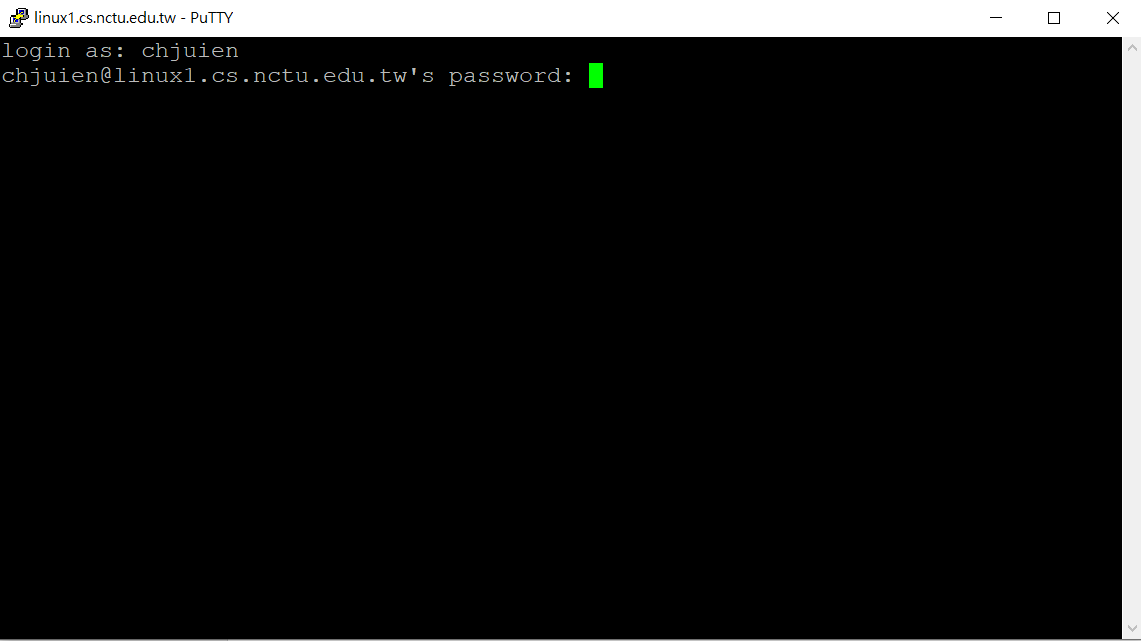 linux1.cs.nctu.edu.tw - PuTTY
login as: chjuien
chjuien@linux1.cs.nctu.edu.tw's password: